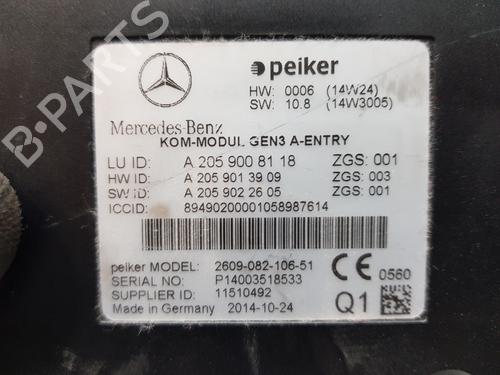 B-PARTS
peiker
HW: 0006 (14W24)
SW: 10.8 (14W3005)
Mercedes-Benz
KOM-MODUL GEN3 A-ENTRY
LU ID: A 205 900 81 18 ZGS: 001
HW ID: A 205 901 39 09 ZGS: 003
SW ID: A 205 902 26 05 ZGS: 001
ICCID: 89490200001058987614
peiker MODEL: 2609-082-106-51
CE 0560
SERIAL NO: P14003518533
SUPPLIER ID: 11510492
Q1
Made in Germany 2014-10-24